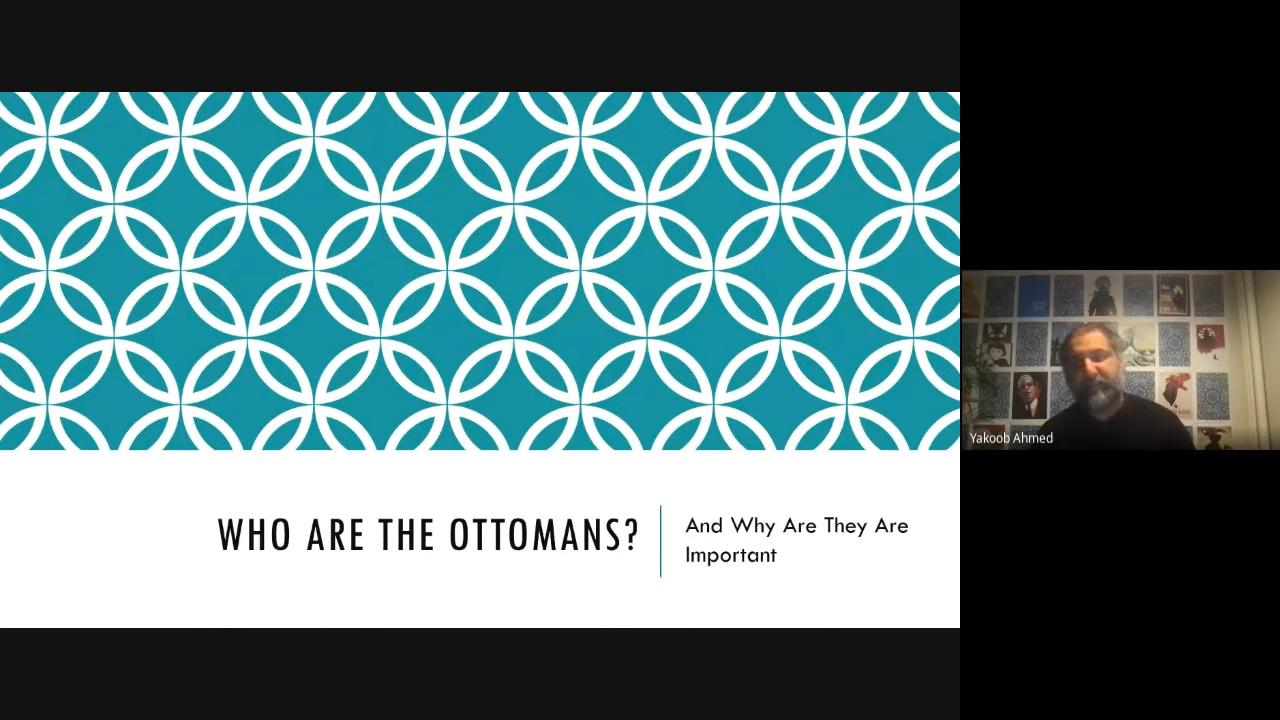 WHO ARE THE OTTOMANS?
And Why Are They Are
Important
Yakoob Ahmed